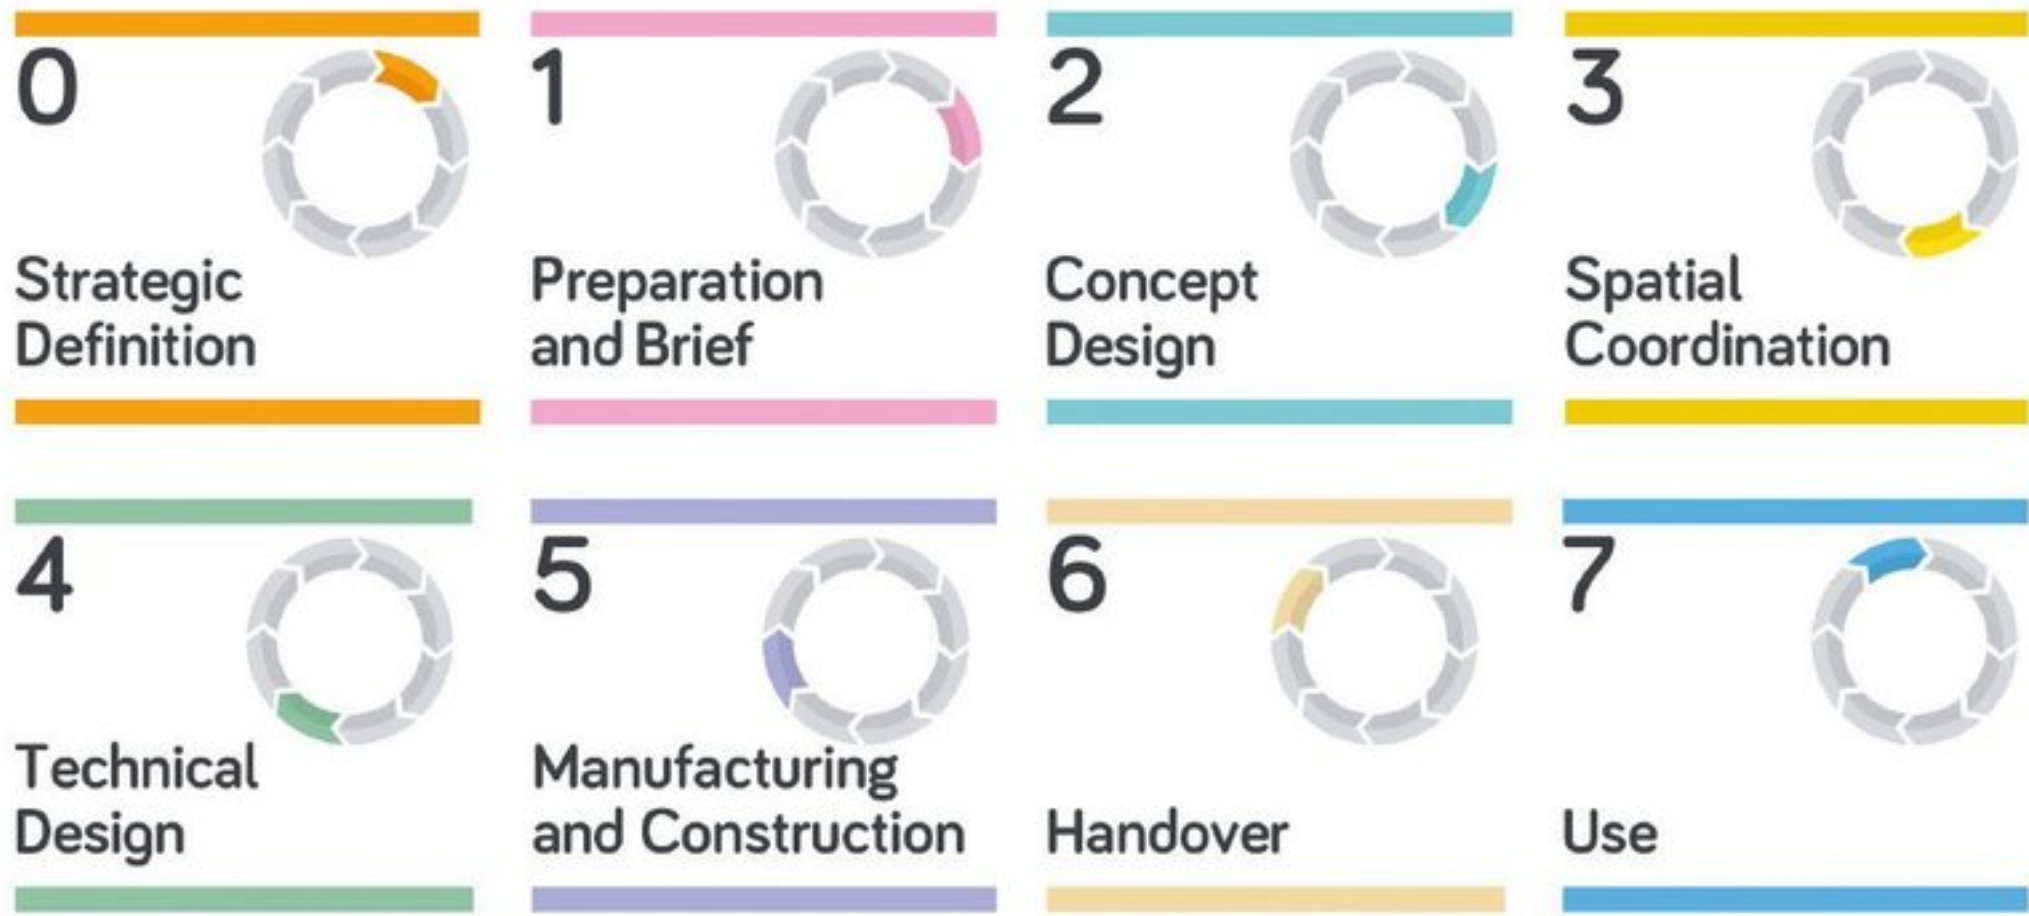 0
Strategic
Definition
1
Preparation
and Brief
2
Concept
Design
3
Spatial
Coordination
4
Technical
Design
5
Manufacturing
and Construction
6
Handover
7
Use